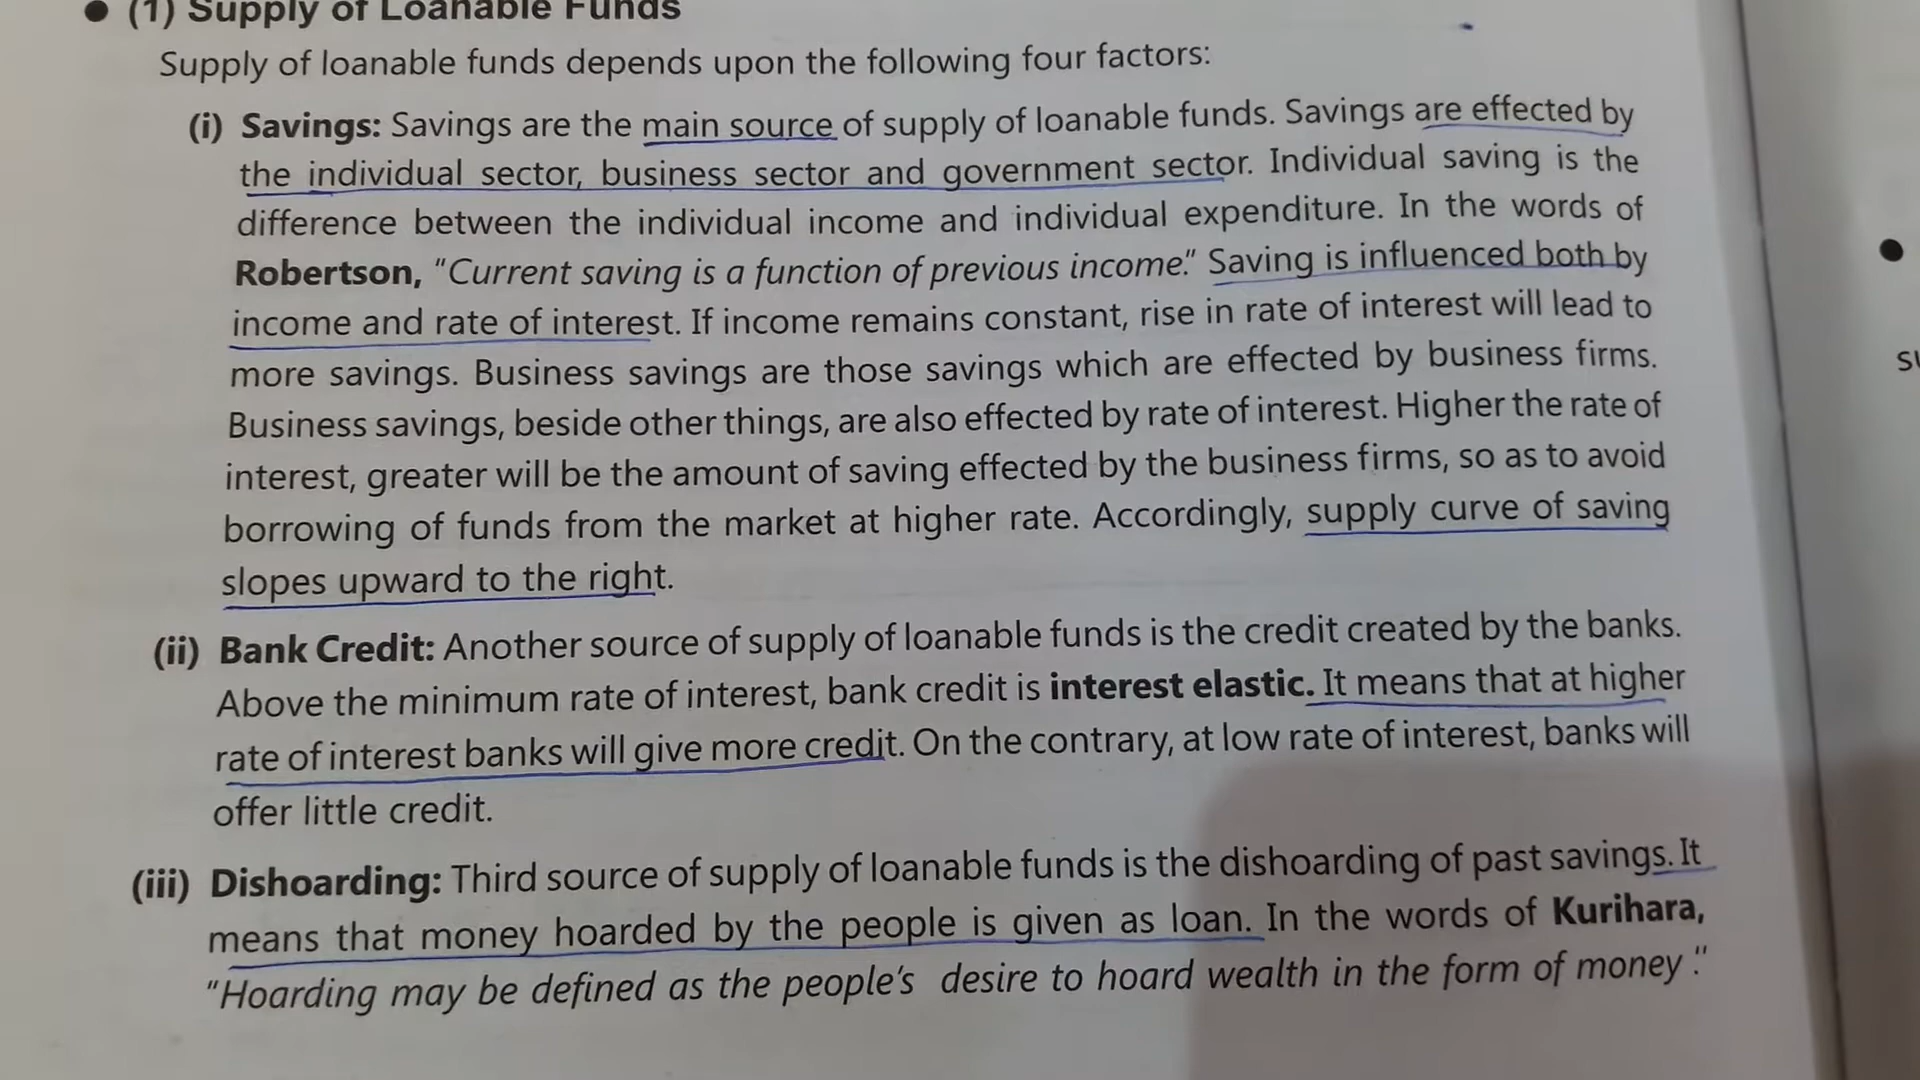 ● (1) Supply of Loanable Funds
Supply of loanable funds depends upon the following four factors:
(i) Savings: Savings are the main source of supply of loanable funds. Savings are effected by
the individual sector, business sector and government sector. Individual saving is the
difference between the individual income and individual expenditure. In the words of
Robertson, "Current saving is a function of previous income." Saving is influenced both by
income and rate of interest. If income remains constant, rise in rate of interest will lead to
more savings. Business savings are those savings which are effected by business firms.
Business savings, beside other things, are also effected by rate of interest. Higher the rate of
interest, greater will be the amount of saving effected by the business firms, so as to avoid
borrowing of funds from the market at higher rate. Accordingly, supply curve of saving
slopes upward to the right.
(ii) Bank Credit: Another source of supply of loanable funds is the credit created by the banks.
Above the minimum rate of interest, bank credit is interest elastic. It means that at higher
rate of interest banks will give more credit. On the contrary, at low rate of interest, banks will
offer little credit.
(iii) Dishoarding: Third source of supply of loanable funds is the dishoarding of past savings. It
means that money hoarded by the people is given as loan. In the words of Kurihara,
"Hoarding may be defined as the people's desire to hoard wealth in the form of money."